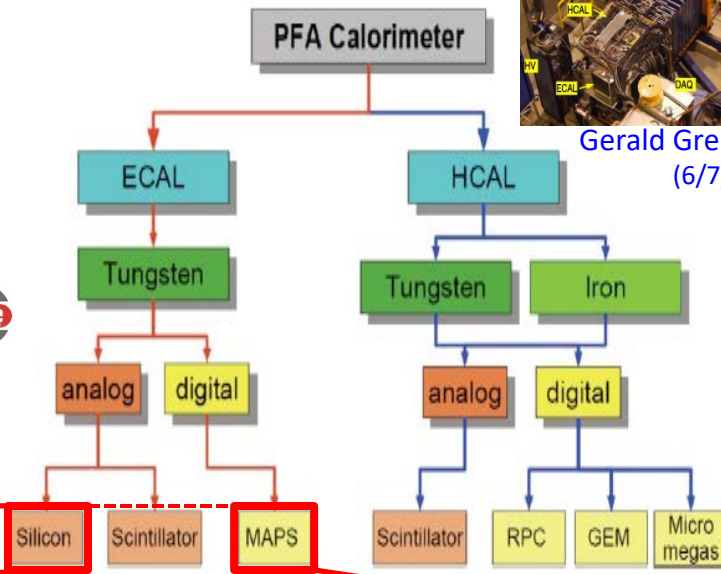 PFA Calorimeter
HCAL
HV
ECAL
DAQ
Gerald Gre
(6/7
ECAL
HCAL
Tungsten
Tungsten
Iron
9
analog
digital
analog
digital
Silicon
Scintillator
MAPS
Scintillator
RPC
GEM
Micro
megas